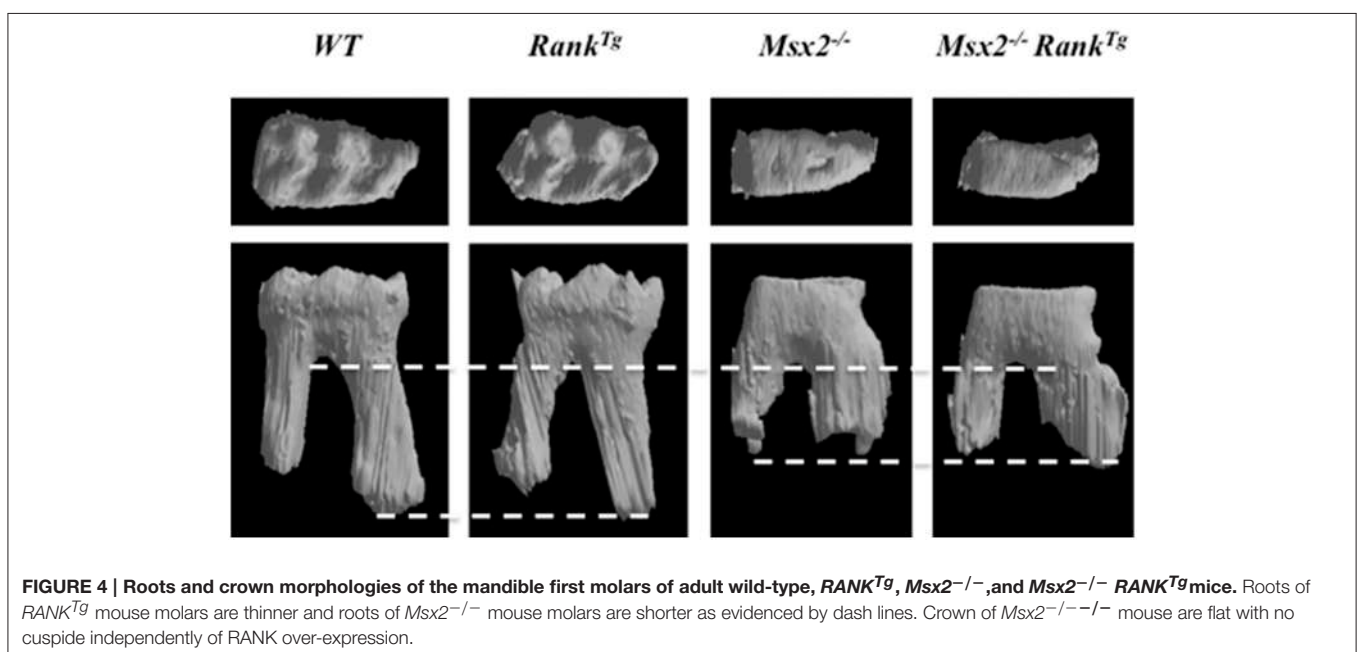 WT Rank^Tg Msx2^-/- Msx2^-/- Rank^Tg
FIGURE 4 | Roots and crown morphologies of the mandible first molars of adult wild-type, RANK^Tg, Msx2^−/−,and Msx2^−/− RANK^Tg mice. Roots of
RANK^Tg mouse molars are thinner and roots of Msx2^−/− mouse molars are shorter as evidenced by dash lines. Crown of Msx2^−/−−/− mouse are flat with no
cuspide independently of RANK over-expression.